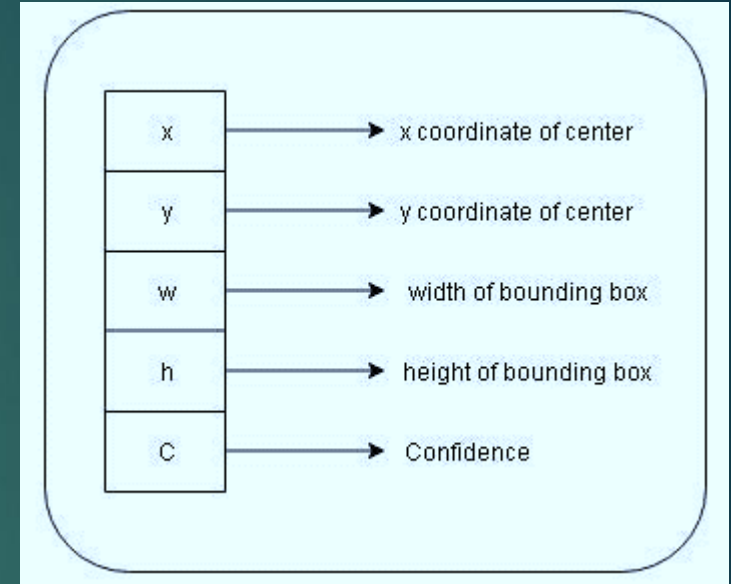 x x coordinate of center
y y coordinate of center
w width of bounding box
h height of bounding box
C Confidence